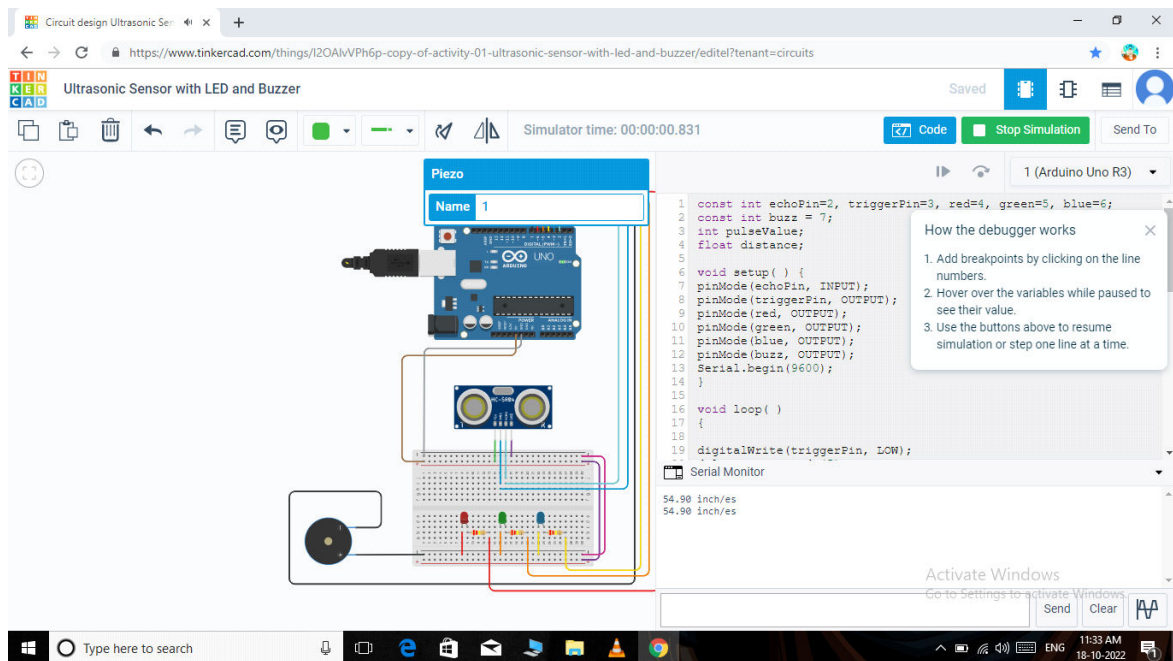 Circuit design Ultrasonic Ser
https://www.tinkercad.com/things/I2OAlvVPh6p-copy-of-activity-01-ultrasonic-sensor-with-led-and-buzzer/editel?tenant=circuits
TIN
KER
CAD
Ultrasonic Sensor with LED and Buzzer
Saved
Simulator time: 00:00:00.831
Code
Stop Simulation
Send To
Piezo
Name 1
1 (Arduino Uno R3)
1 const int echoPin=2, triggerPin=3, red=4, green=5, blue=6;
2 const int buzz = 7;
3 int pulseValue;
4 float distance;
5
6 void setup( ) {
7 pinMode(echoPin, INPUT);
8 pinMode(triggerPin, OUTPUT);
9 pinMode(red, OUTPUT);
10 pinMode(green, OUTPUT);
11 pinMode(blue, OUTPUT);
12 pinMode(buzz, OUTPUT);
13 Serial.begin(9600);
14 }
15
16 void loop( )
17 {
18
19 digitalWrite(triggerPin, LOW);
How the debugger works
1. Add breakpoints by clicking on the line
numbers.
2. Hover over the variables while paused to
see their value.
3. Use the buttons above to resume
simulation or step one line at a time.
DIGITAL (PWM~)
UNO
ARDUINO
POWER
ANALOG IN
HC-SR04
Serial Monitor
54.90 inch/es
54.90 inch/es
Activate Windows
Go to Settings to activate Windows.
Send
Clear
Type here to search
ENG
11:33 AM
18-10-2022